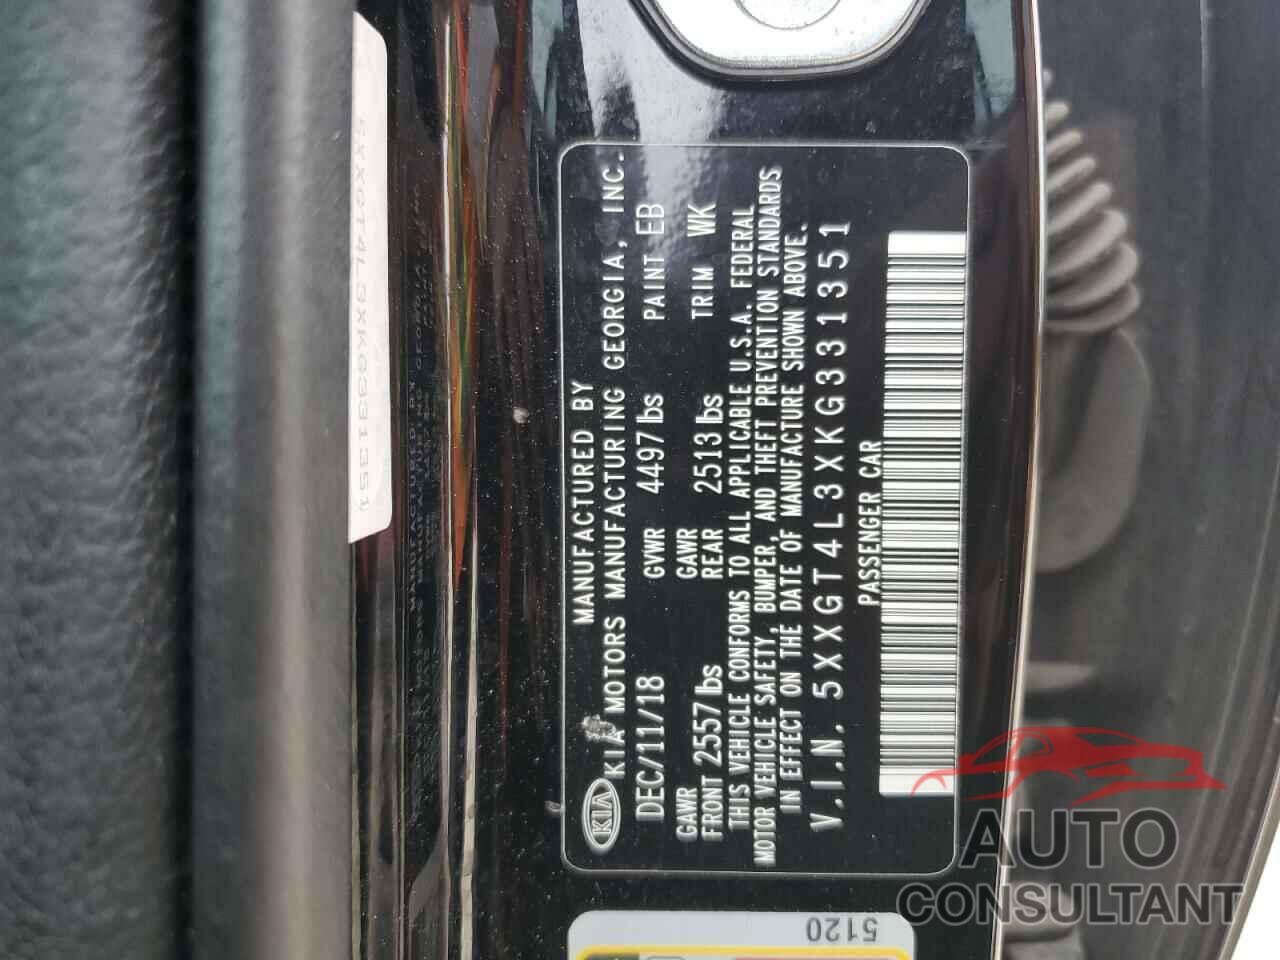 KIA
MANUFACTURED BY
KIA MOTORS MANUFACTURING GEORGIA, INC.
DEC/11/18 GVWR 4497 lbs PAINT EB
GAWR FRONT 2557 lbs GAWR REAR 2513 lbs TRIM WK
THIS VEHICLE CONFORMS TO ALL APPLICABLE U.S.A. FEDERAL
MOTOR VEHICLE SAFETY, BUMPER, AND THEFT PREVENTION STANDARDS
IN EFFECT ON THE DATE OF MANUFACTURE SHOWN ABOVE.
V.I.N. 5XXGT4L3XKG331351
PASSENGER CAR
5120
AUTO
CONSULTANT